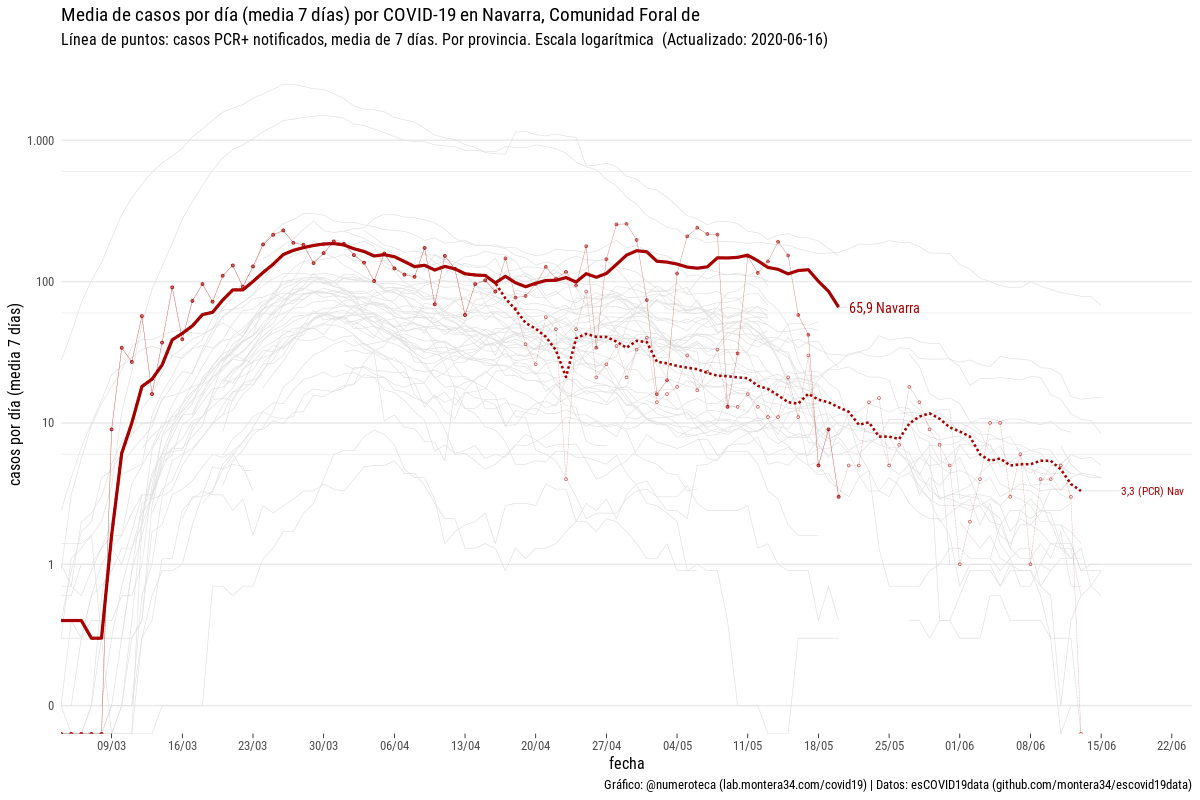 Media de casos por día (media 7 días) por COVID-19 en Navarra, Comunidad Foral de
Línea de puntos: casos PCR+ notificados, media de 7 días. Por provincia. Escala logarítmica  (Actualizado: 2020-06-16)
casos por día (media 7 días)
1.000
100
10
1
0
65,9 Navarra
3,3 (PCR) Nav
09/03 16/03 23/03 30/03 06/04 13/04 20/04 27/04 04/05 11/05 18/05 25/05 01/06 08/06 15/06 22/06
fecha
Gráfico: @numeroteca (lab.montera34.com/covid19) | Datos: esCOVID19data (github.com/montera34/escovid19data)